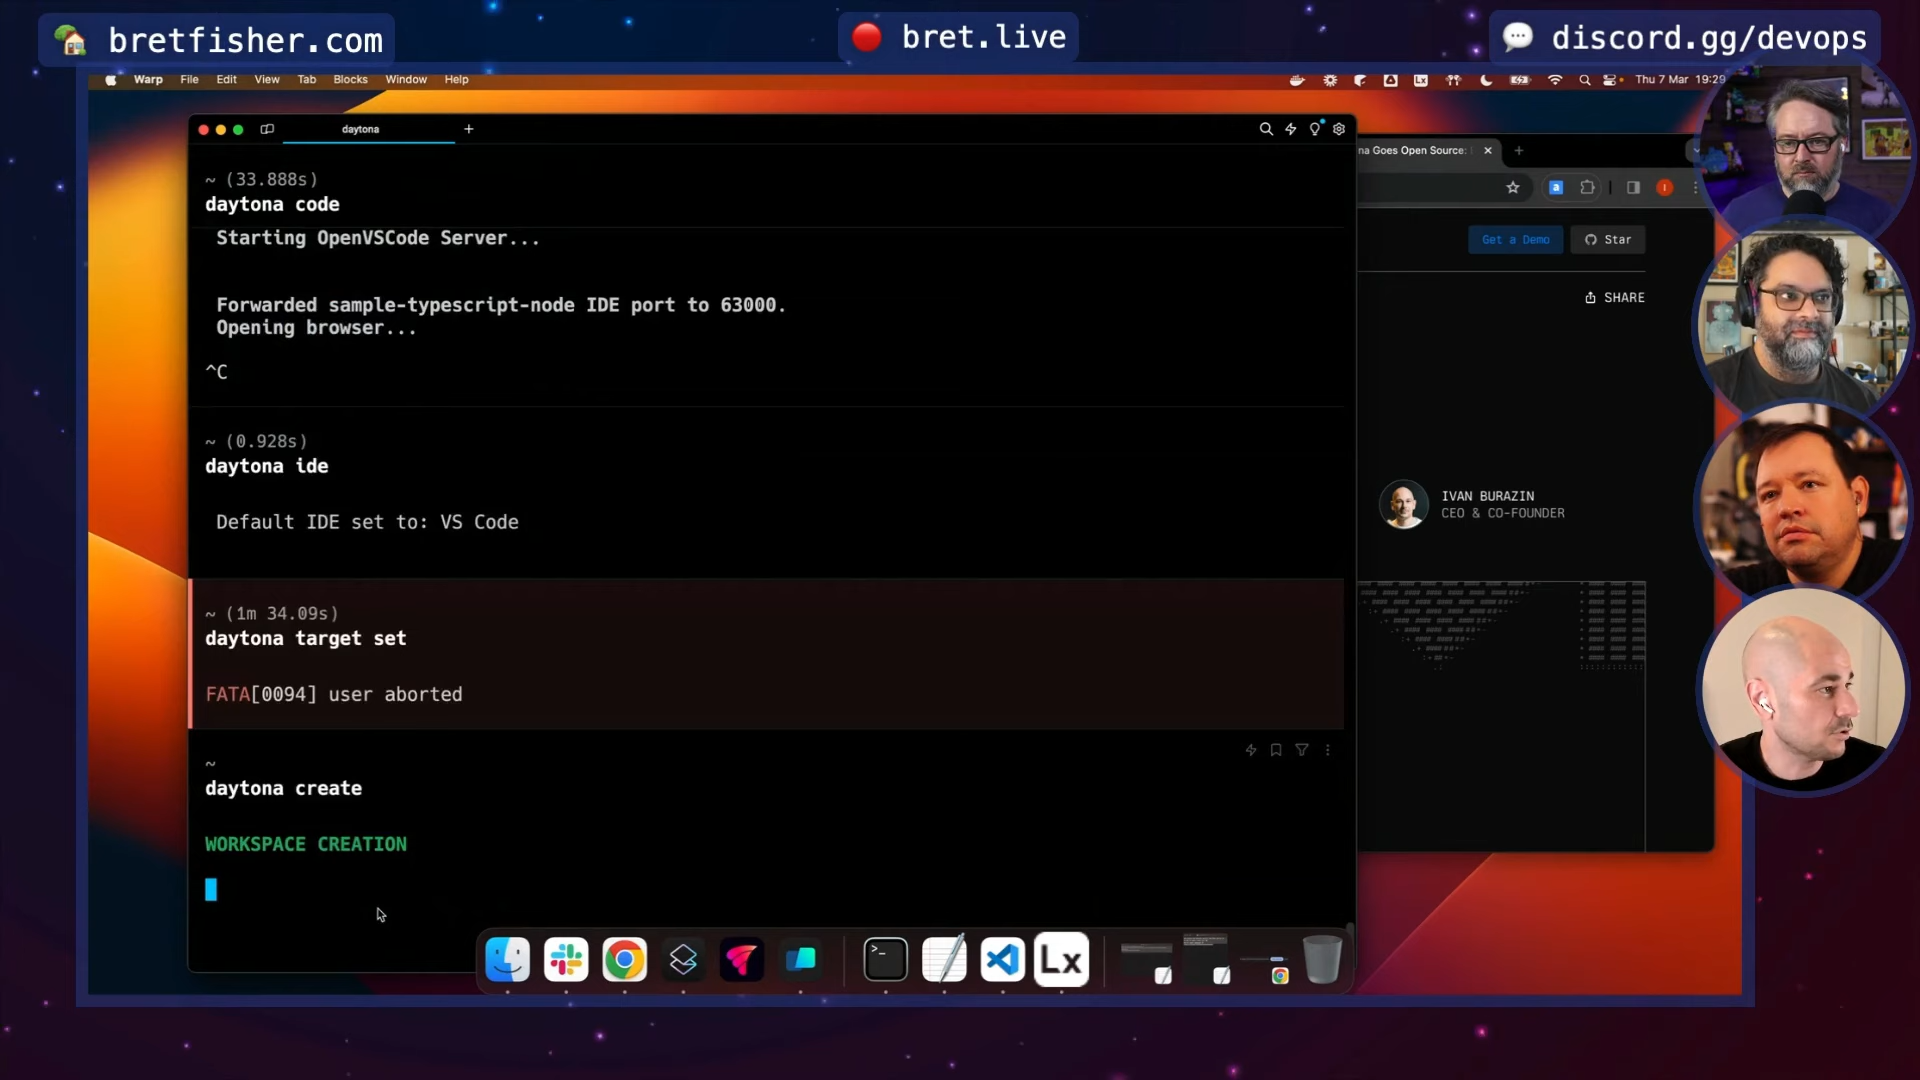 bretfisher.com
bret.live
discord.gg/devops
Warp File Edit View Tab Blocks Window Help
Thu 7 Mar 19:29
daytona
na Goes Open Source:
~ (33.888s)
daytona code
Starting OpenVSCode Server...
Forwarded sample-typescript-node IDE port to 63000.
Opening browser...
^C
~ (0.928s)
daytona ide
Default IDE set to: VS Code
~ (1m 34.09s)
daytona target set
FATA[0094] user aborted
~
daytona create
WORKSPACE CREATION
Get a Demo
Star
SHARE
IVAN BURAZIN
CEO & CO-FOUNDER
Lx